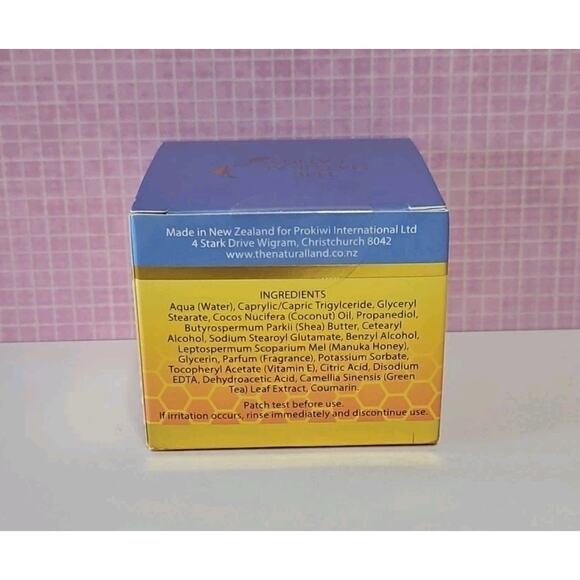 Made in New Zealand for Prokiwi International Ltd
4 Stark Drive Wigram, Christchurch 8042
www.thenaturalland.co.nz
INGREDIENTS
Aqua (Water), Caprylic/Capric Trigylceride, Glyceryl
Stearate, Cocos Nucifera (Coconut) Oil, Propanediol,
Butyrospermum Parkii (Shea) Butter, Cetearyl
Alcohol, Sodium Stearoyl Glutamate, Benzyl Alcohol,
Leptospermum Scoparium Mel (Manuka Honey),
Glycerin, Parfum (Fragrance), Potassium Sorbate,
Tocopheryl Acetate (Vitamin E), Citric Acid, Disodium
EDTA, Dehydroacetic Acid, Camellia Sinensis (Green
Tea) Leaf Extract, Coumarin.
Patch test before use.
If irritation occurs, rinse immediately and discontinue use.